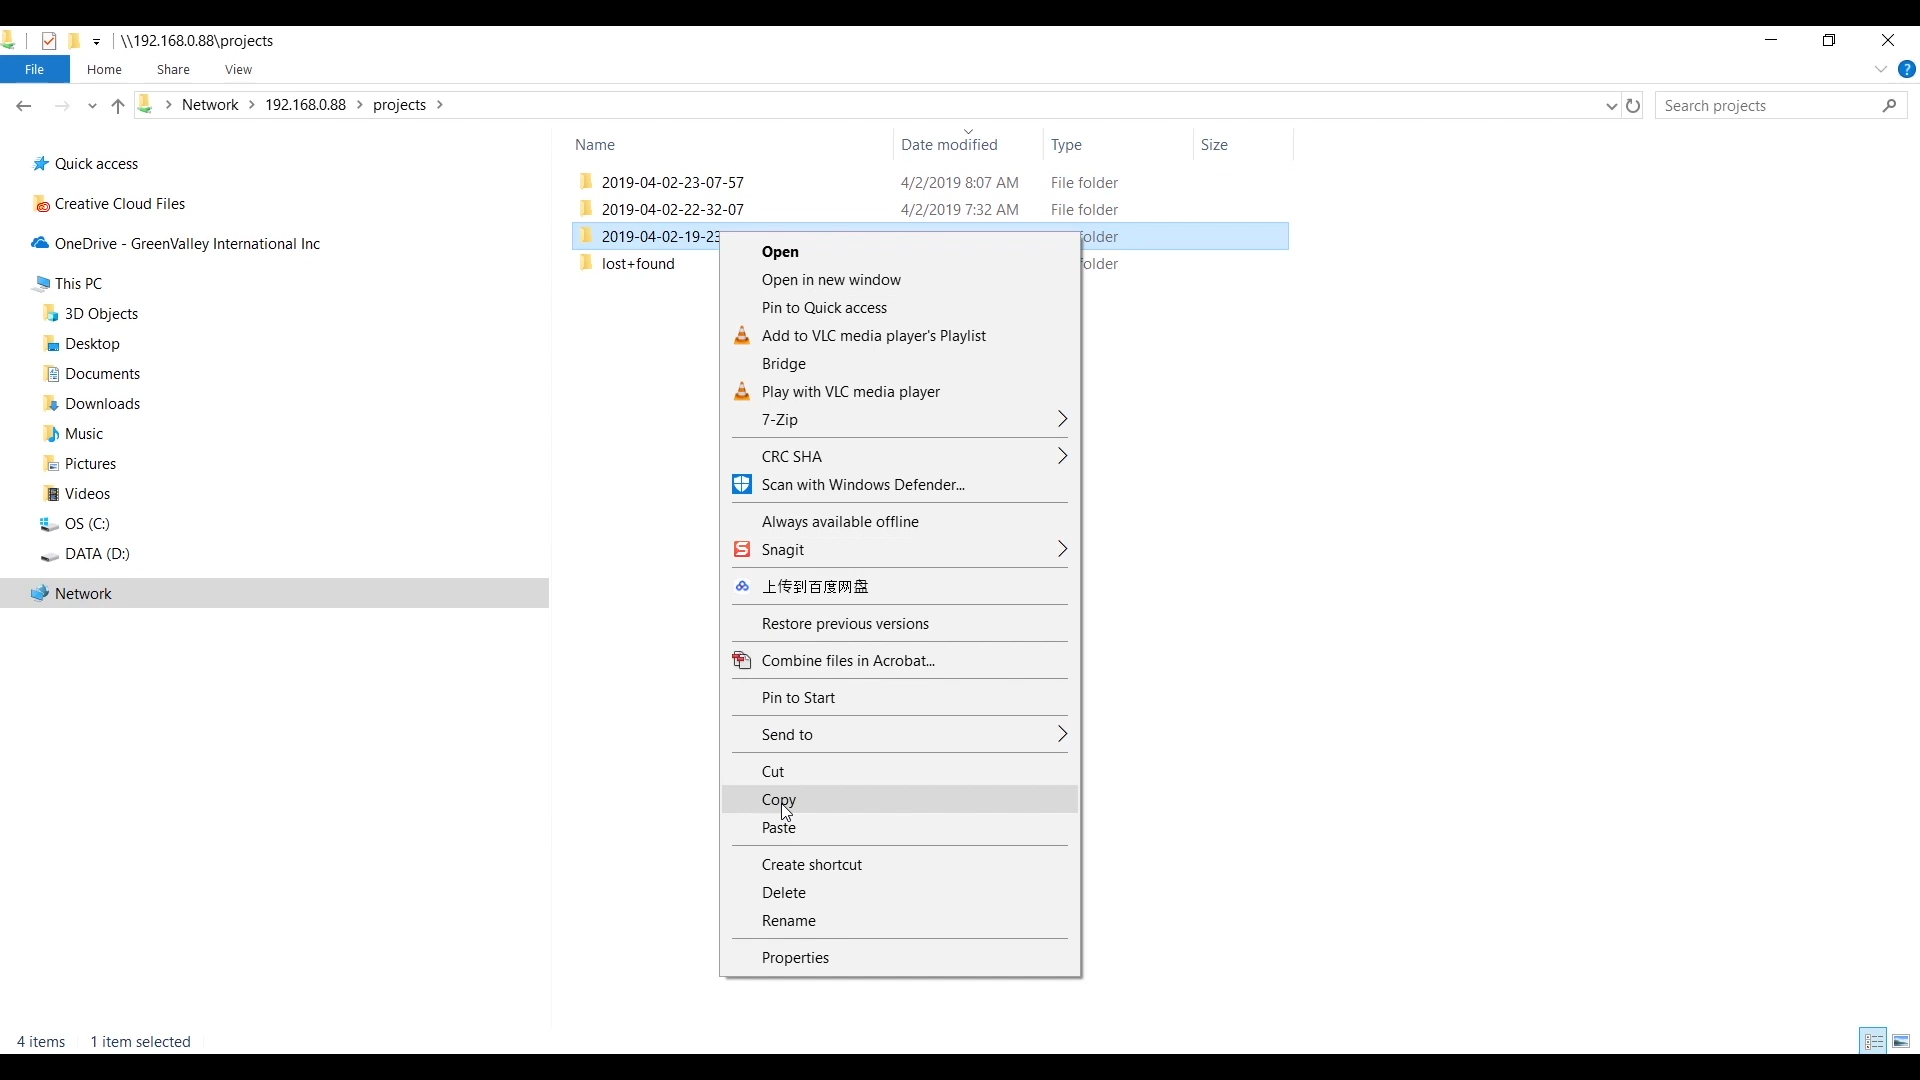 \\192.168.0.88\projects
File Home Share View
Network 192.168.0.88 projects
Search projects
Name Date modified Type Size
Quick access
Creative Cloud Files
OneDrive - GreenValley International Inc
This PC
3D Objects
Desktop
Documents
Downloads
Music
Pictures
Videos
OS (C:)
DATA (D:)
Network
2019-04-02-23-07-57 4/2/2019 8:07 AM File folder
2019-04-02-22-32-07 4/2/2019 7:32 AM File folder
2019-04-02-19-23 folder
lost+found folder
Open
Open in new window
Pin to Quick access
Add to VLC media player's Playlist
Bridge
Play with VLC media player
7-Zip
CRC SHA
Scan with Windows Defender...
Always available offline
Snagit
上传到百度网盘
Restore previous versions
Combine files in Acrobat...
Pin to Start
Send to
Cut
Copy
Paste
Create shortcut
Delete
Rename
Properties
4 items 1 item selected